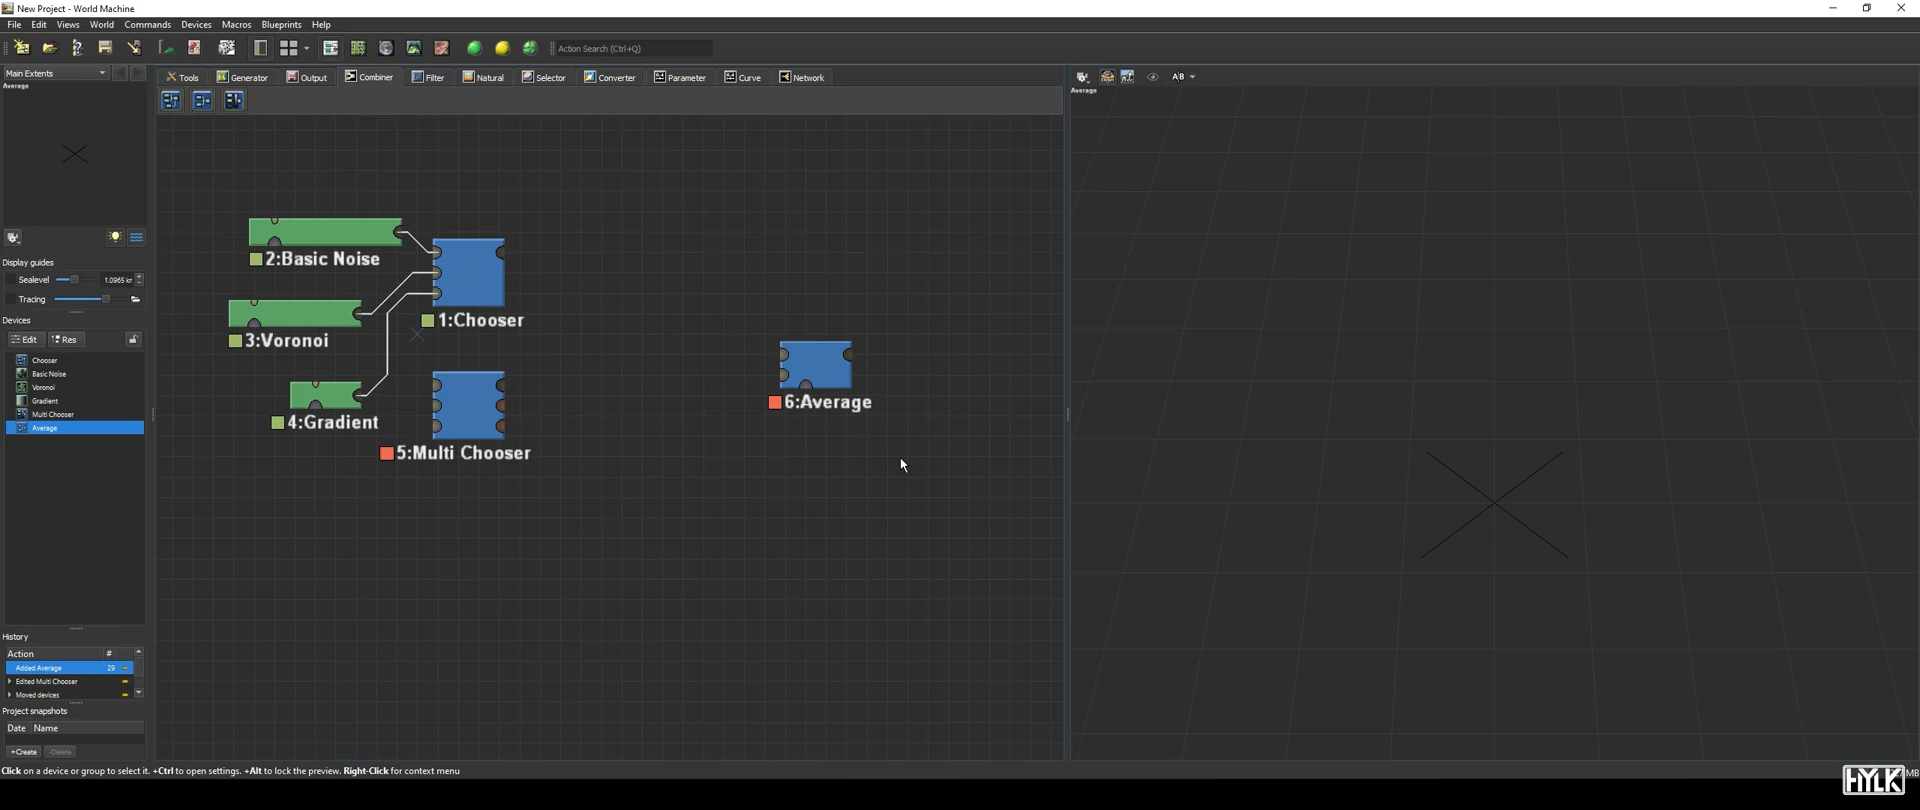 New Project - World Machine
File Edit Views World Commands Devices Macros Blueprints Help
Action Search (Ctrl+Q)
Main Extents
Tools Generator Output Combiner Filter Natural Selector Converter Parameter Curve Network
A|B
Average
Average
2:Basic Noise
3:Voronoi
1:Chooser
4:Gradient
5:Multi Chooser
6:Average
Display guides
Sealevel
Tracing
Devices
Edit Res
Chooser
Basic Noise
Voronoi
Gradient
Multi Chooser
Average
History
Action #
Added Average 29
Edited Multi Chooser
Moved devices
Project snapshots
Date Name
+Create -Delete
Click on a device or group to select it. +Ctrl to open settings. +Alt to lock the preview. Right-Click for context menu
MB
HYLK